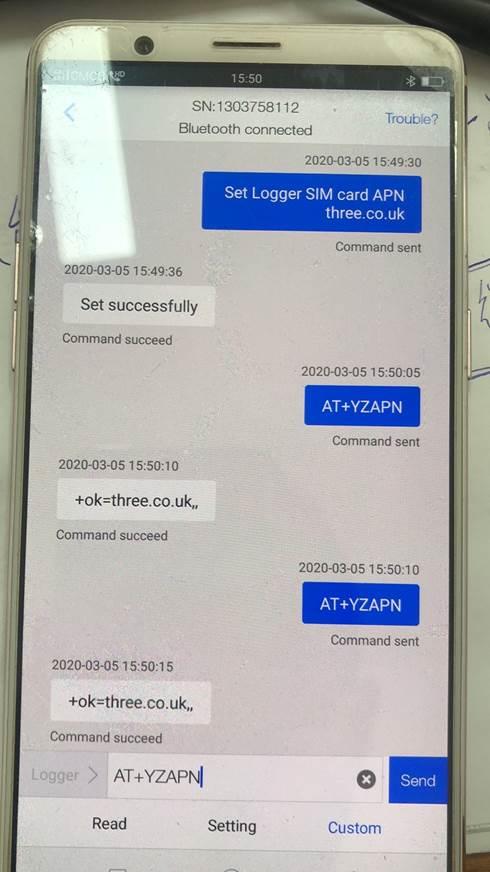 CMCC HD
15:50
SN:1303758112
Bluetooth connected
Trouble?
2020-03-05 15:49:30
Set Logger SIM card APN
three.co.uk
Command sent
2020-03-05 15:49:36
Set successfully
Command succeed
2020-03-05 15:50:05
AT+YZAPN
Command sent
2020-03-05 15:50:10
+ok=three.co.uk,,
Command succeed
2020-03-05 15:50:10
AT+YZAPN
Command sent
2020-03-05 15:50:15
+ok=three.co.uk,,
Command succeed
Logger
AT+YZAPN
Send
Read
Setting
Custom